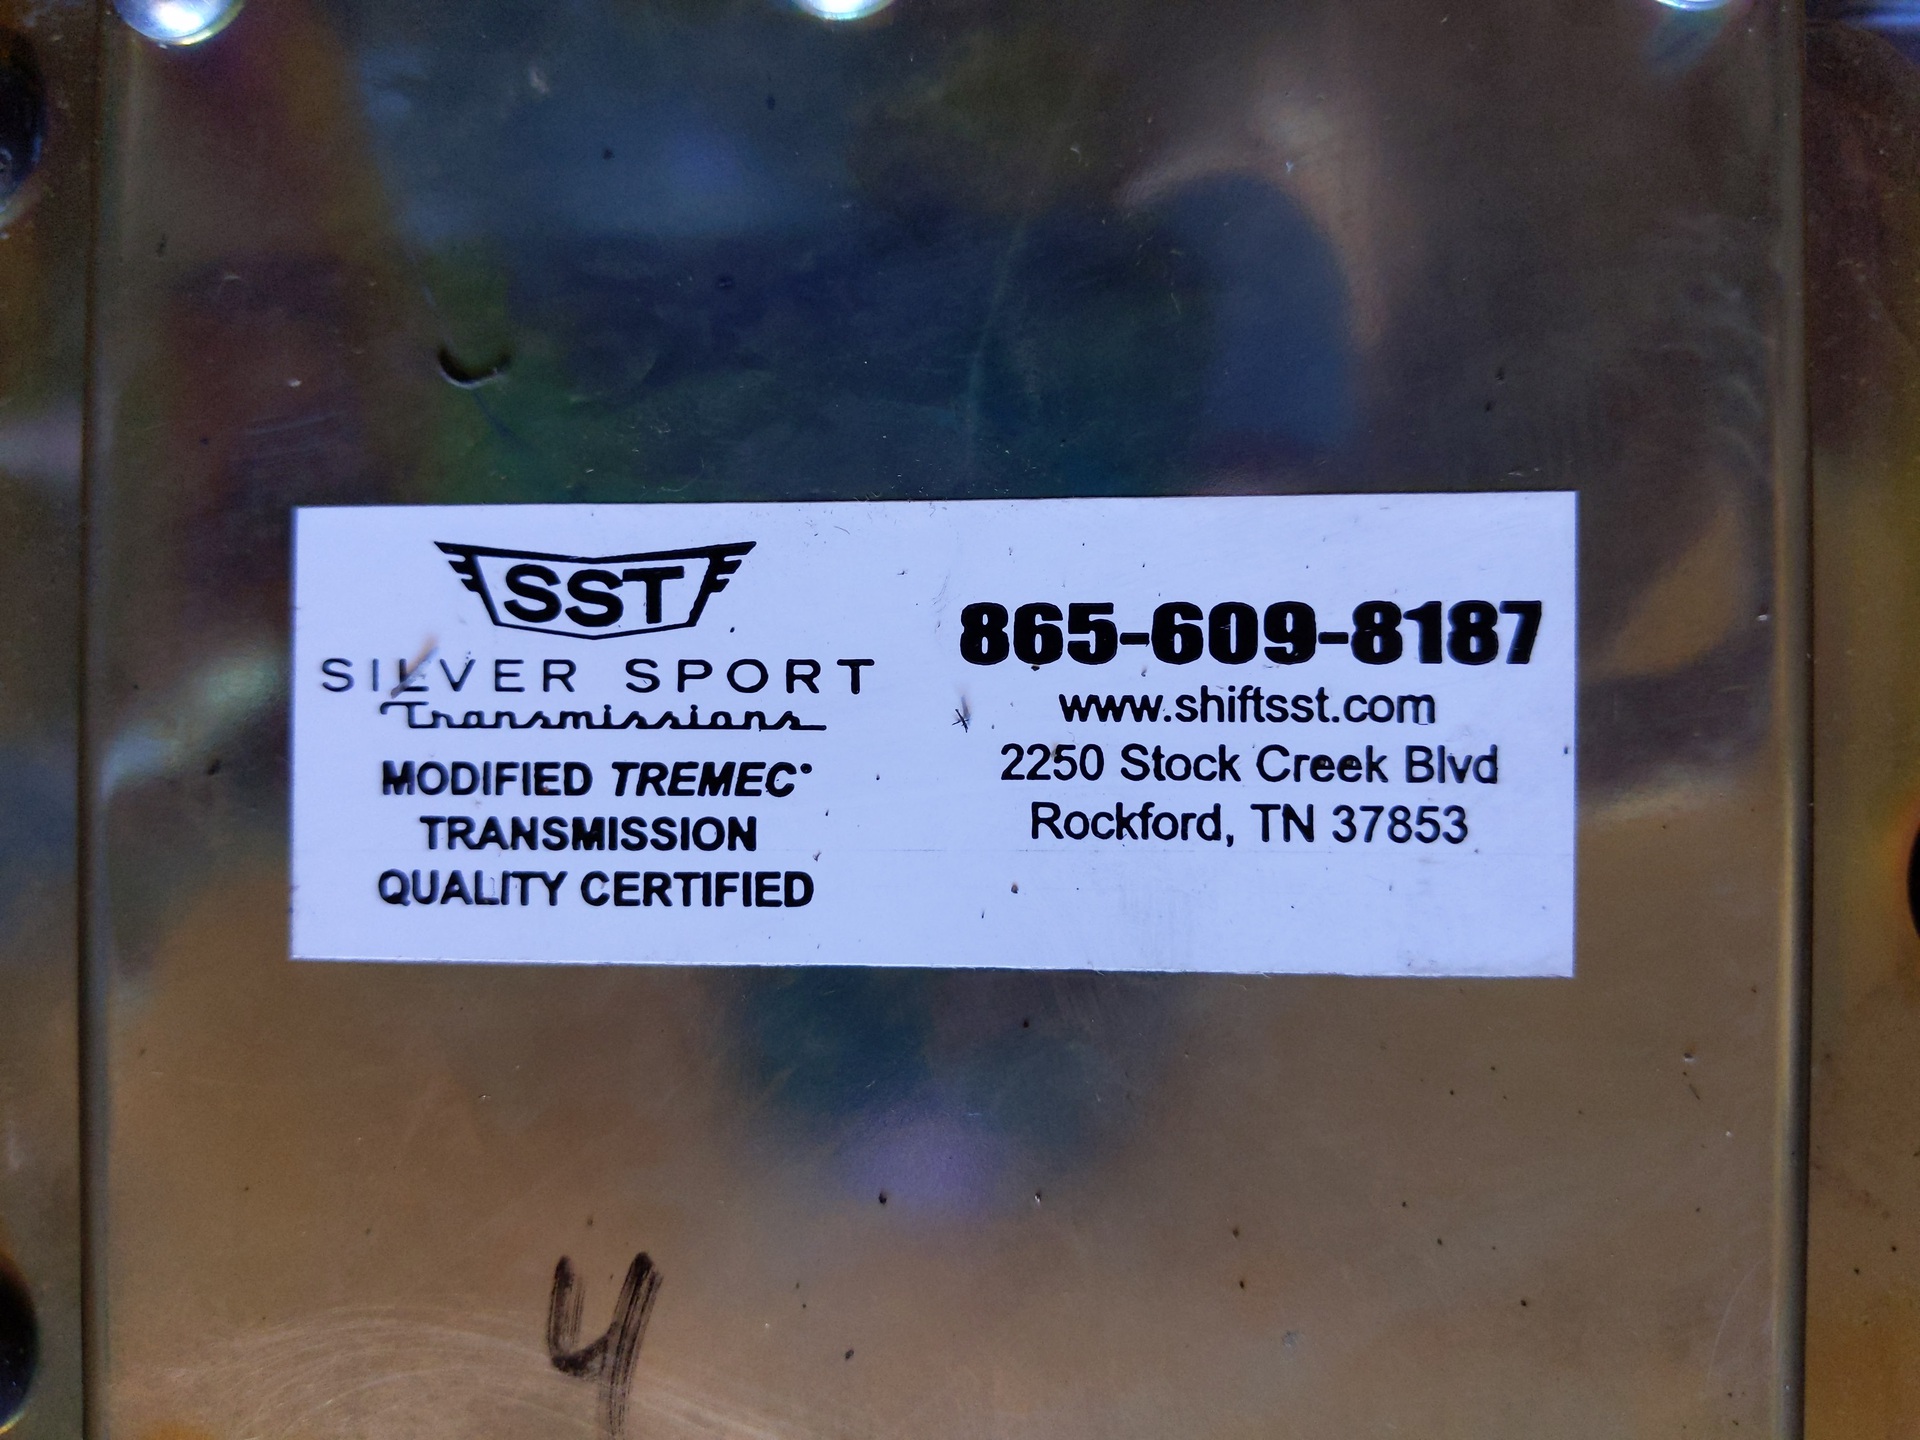 SST
SILVER SPORT
Transmissions
MODIFIED TREMEC®
TRANSMISSION
QUALITY CERTIFIED
865-609-8187
www.shiftsst.com
2250 Stock Creek Blvd
Rockford, TN 37853
4